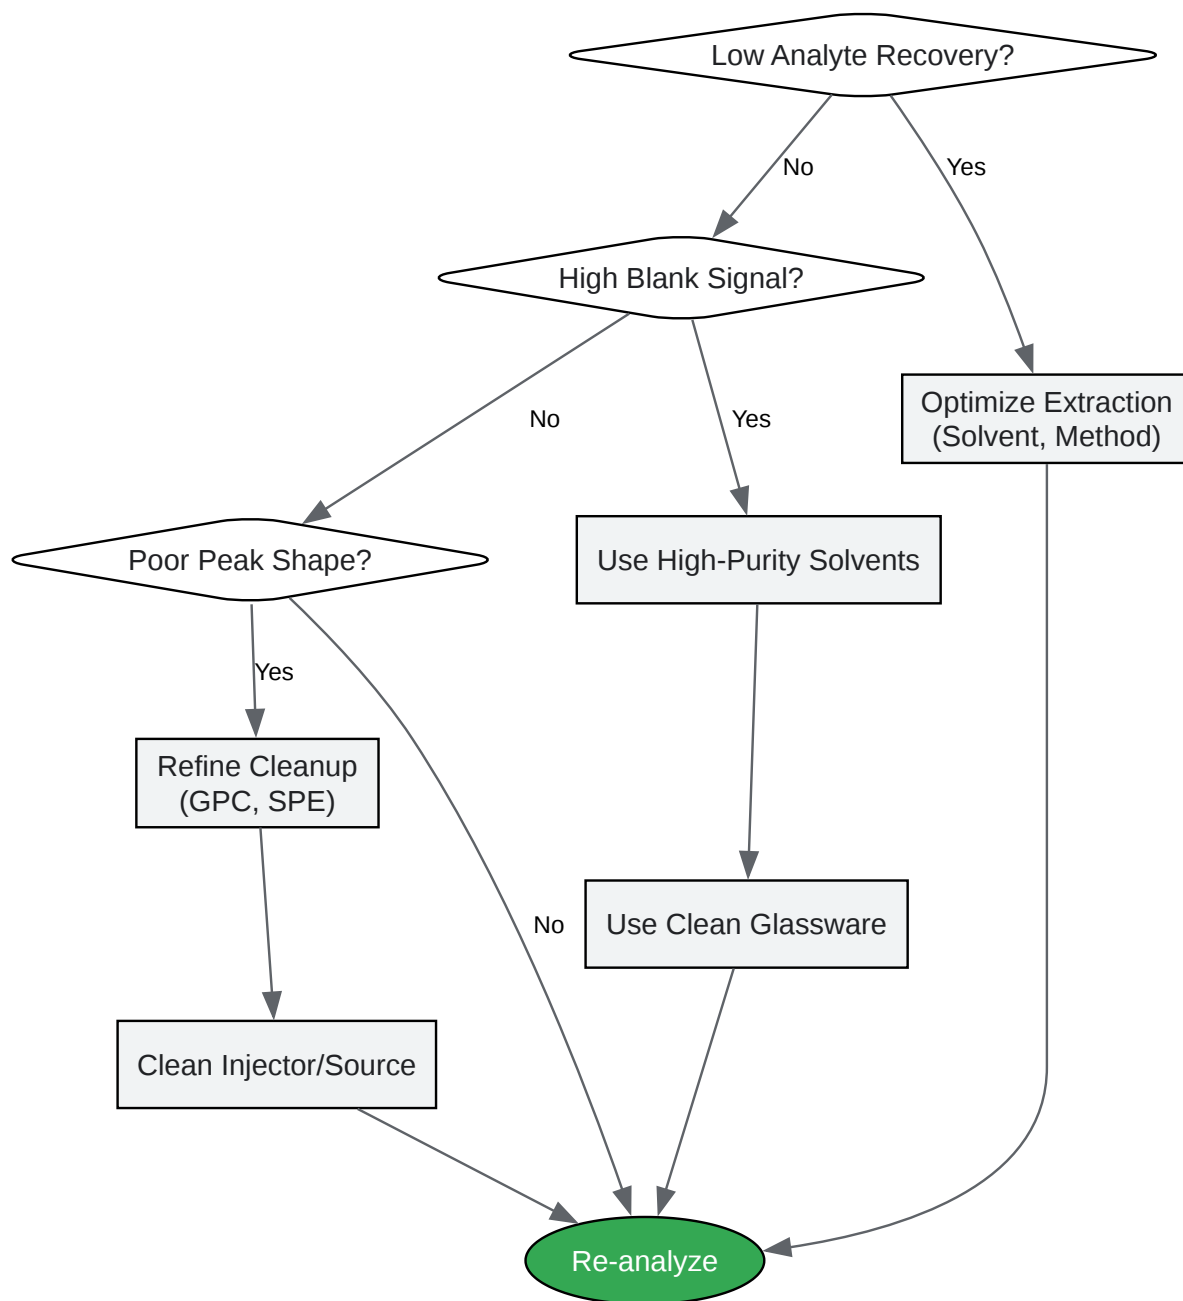 Low Analyte Recovery?
No
Yes
High Blank Signal?
Optimize Extraction
(Solvent, Method)
No
Yes
Poor Peak Shape?
Use High-Purity Solvents
Yes
Refine Cleanup
(GPC, SPE)
No
Use Clean Glassware
Clean Injector/Source
Re-analyze